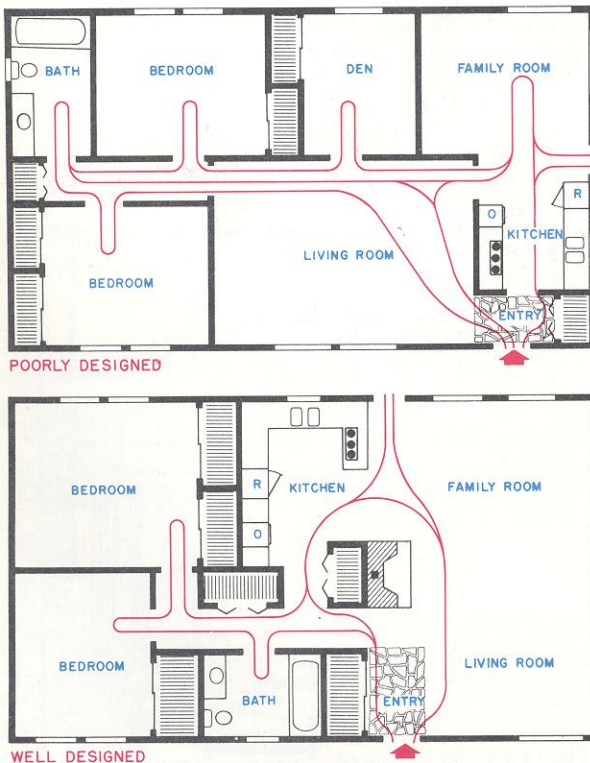 BATH
BEDROOM
DEN
FAMILY ROOM
R
O
KITCHEN
LIVING ROOM
BEDROOM
ENTRY
POORLY DESIGNED
BEDROOM
R
KITCHEN
FAMILY ROOM
O
BEDROOM
BATH
ENTRY
LIVING ROOM
WELL DESIGNED